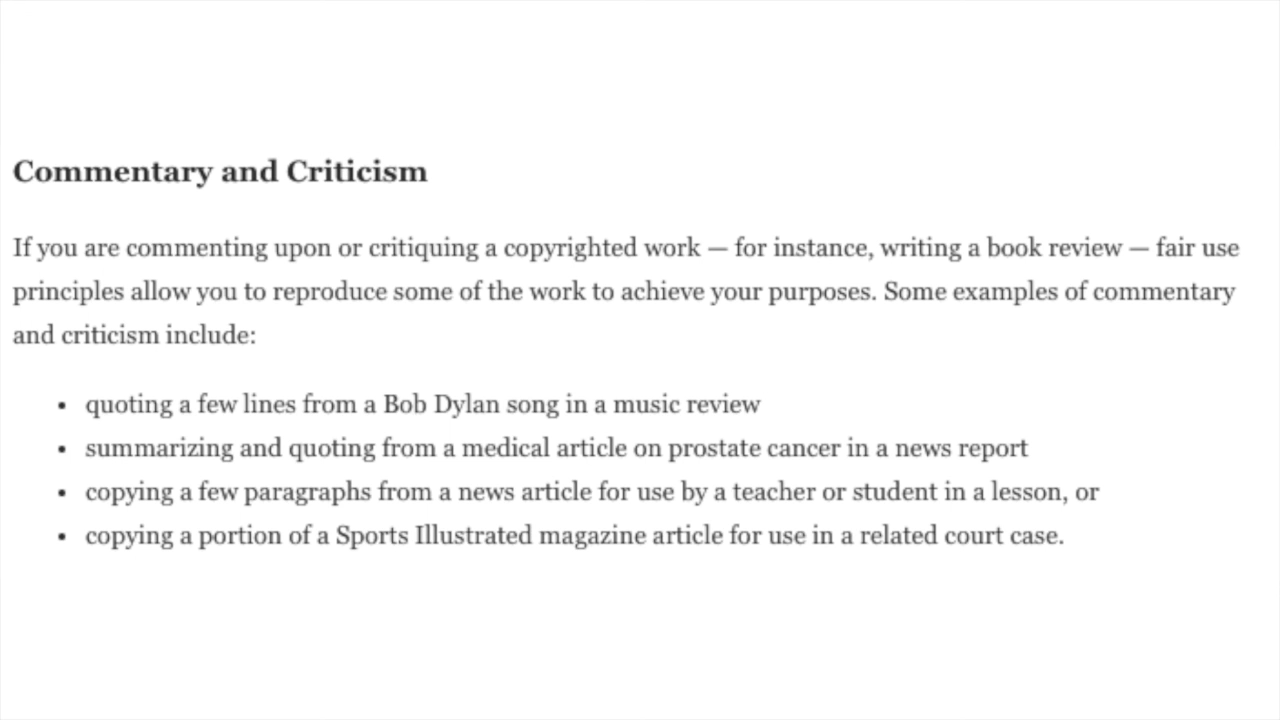 Commentary and Criticism
If you are commenting upon or critiquing a copyrighted work — for instance, writing a book review — fair use
principles allow you to reproduce some of the work to achieve your purposes. Some examples of commentary
and criticism include:
• quoting a few lines from a Bob Dylan song in a music review
• summarizing and quoting from a medical article on prostate cancer in a news report
• copying a few paragraphs from a news article for use by a teacher or student in a lesson, or
• copying a portion of a Sports Illustrated magazine article for use in a related court case.